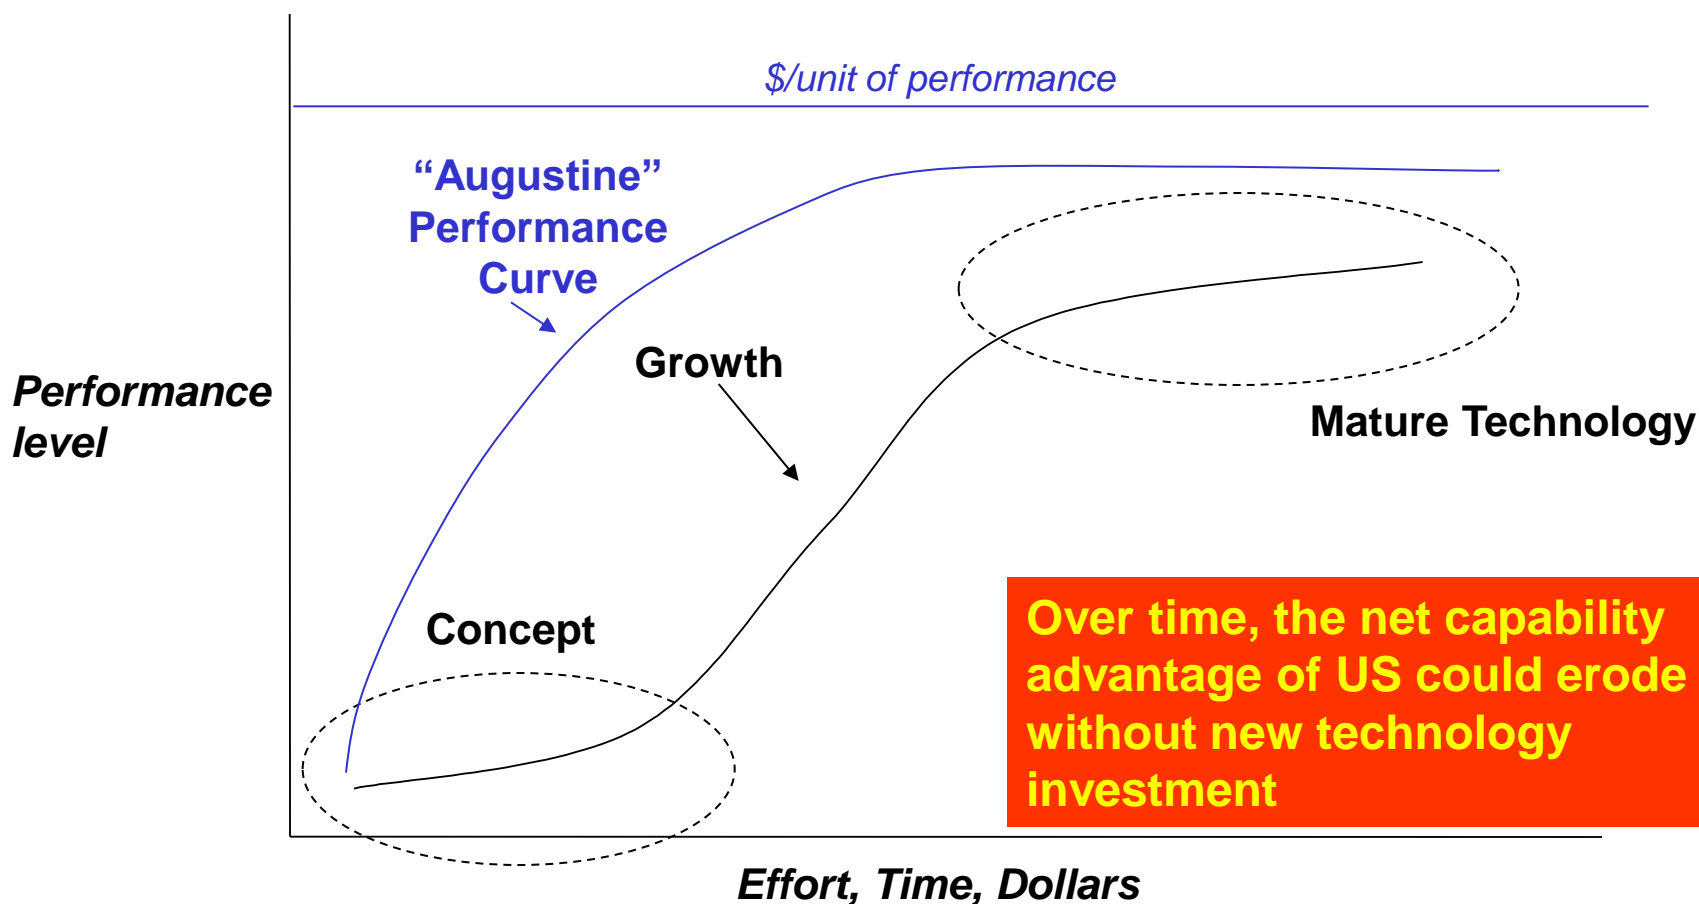 $/unit of performance
“Augustine”
Performance
Curve
Growth
Performance
level
Mature Technology
Concept
Over time, the net capability
advantage of US could erode
without new technology
investment
Effort, Time, Dollars